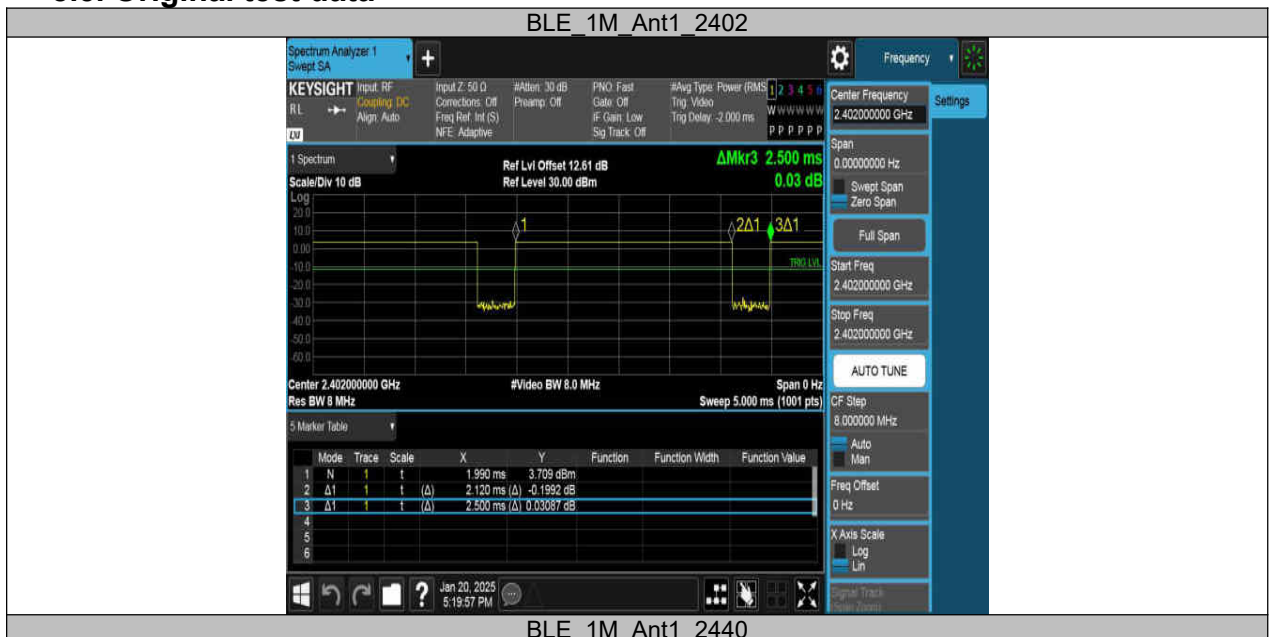 BLE_1M_Ant1_2402
Spectrum Analyzer 1
Swept SA
+
Frequency
KEYSIGHT
RL
LXI
Input: RF
Coupling: DC
Align: Auto
Input Z: 50 Ω
Corrections: Off
Freq Ref: Int (S)
NFE: Adaptive
#Atten: 30 dB
Preamp: Off
PNO: Fast
Gate: Off
IF Gain: Low
Sig Track: Off
#Avg Type: Power (RMS
Trig: Video
Trig Delay: -2.000 ms
1 2 3 4 5 6
W W W W W W
P P P P P P
Center Frequency
2.402000000 GHz
Settings
Span
0.00000000 Hz
Swept Span
Zero Span
Full Span
Start Freq
2.402000000 GHz
Stop Freq
2.402000000 GHz
AUTO TUNE
CF Step
8.000000 MHz
Auto
Man
Freq Offset
0 Hz
X Axis Scale
Log
Lin
Signal Track
(Span Zoom)
1 Spectrum
Scale/Div 10 dB
Log
Ref Lvl Offset 12.61 dB
Ref Level 30.00 dBm
ΔMkr3 2.500 ms
0.03 dB
20.0
10.0
0.00
-10.0
-20.0
-30.0
-40.0
-50.0
-60.0
1
2Δ1
3Δ1
TRIG LVL
Center 2.402000000 GHz
#Video BW 8.0 MHz
Span 0 Hz
Res BW 8 MHz
Sweep 5.000 ms (1001 pts)
5 Marker Table
Mode Trace Scale X Y Function Function Width Function Value
1 N 1 t 1.990 ms 3.709 dBm
2 Δ1 1 t (Δ) 2.120 ms (Δ) -0.1992 dB
3 Δ1 1 t (Δ) 2.500 ms (Δ) 0.03087 dB
4
5
6
?
Jan 20, 2025
5:19:57 PM
BLE_1M_Ant1_2440